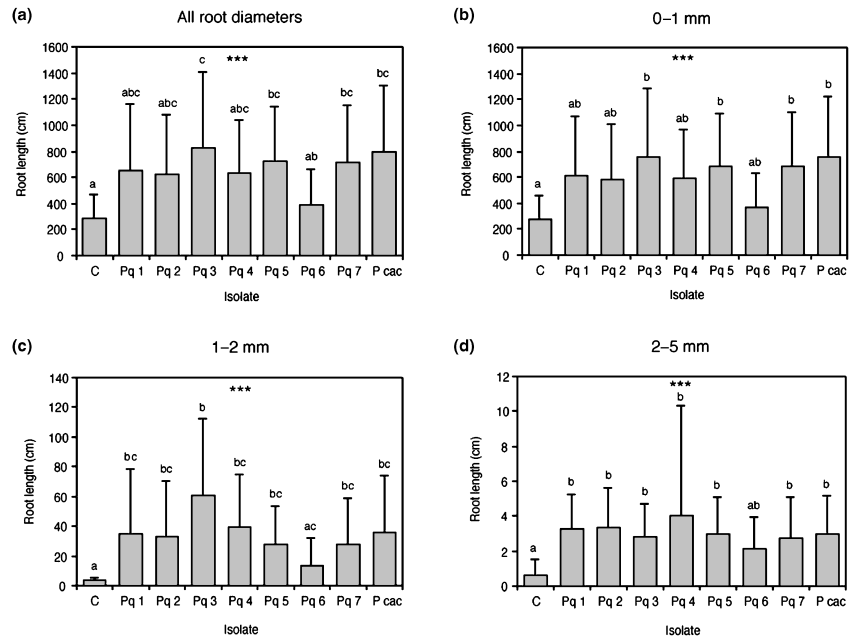 (a) All root diameters
1600
1400
1200
1000
800
600
400
200
0
Root length (cm)
a abc abc c abc bc ab bc bc
***
C Pq 1 Pq 2 Pq 3 Pq 4 Pq 5 Pq 6 Pq 7 P cac
Isolate
(b) 0–1 mm
1600
1400
1200
1000
800
600
400
200
0
Root length (cm)
a ab ab b ab b ab b b
***
C Pq 1 Pq 2 Pq 3 Pq 4 Pq 5 Pq 6 Pq 7 P cac
Isolate
(c) 1–2 mm
140
120
100
80
60
40
20
0
Root length (cm)
a bc bc b bc bc ac bc bc
***
C Pq 1 Pq 2 Pq 3 Pq 4 Pq 5 Pq 6 Pq 7 P cac
Isolate
(d) 2–5 mm
12
10
8
6
4
2
0
Root length (cm)
***
a b b b b b ab b b
C Pq 1 Pq 2 Pq 3 Pq 4 Pq 5 Pq 6 Pq 7 P cac
Isolate